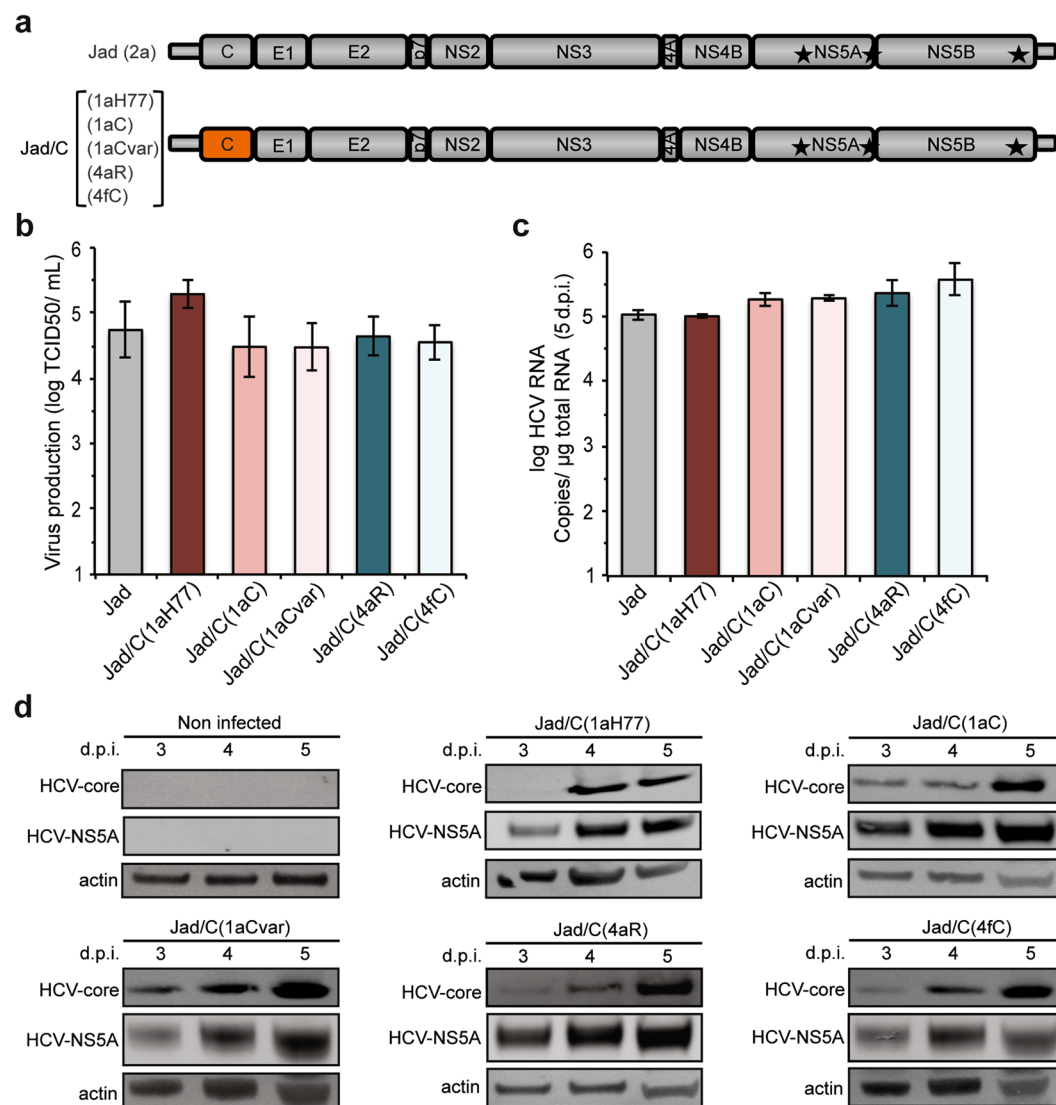 a
Jad (2a)
C E1 E2 p7 NS2 NS3 4A NS4B NS5A NS5B
Jad/C
(1aH77)
(1aC)
(1aCvar)
(4aR)
(4fC)
C E1 E2 p7 NS2 NS3 4A NS4B NS5A NS5B
b
Virus production (log TCID50/ mL)
6
5
4
3
2
1
Jad
Jad/C(1aH77)
Jad/C(1aC)
Jad/C(1aCvar)
Jad/C(4aR)
Jad/C(4fC)
c
log HCV RNA
Copies/ µg total RNA (5 d.p.i.)
6
5
4
3
2
1
Jad
Jad/C(1aH77)
Jad/C(1aC)
Jad/C(1aCvar)
Jad/C(4aR)
Jad/C(4fC)
d
Non infected
d.p.i. 3 4 5
HCV-core
HCV-NS5A
actin
Jad/C(1aH77)
d.p.i. 3 4 5
HCV-core
HCV-NS5A
actin
Jad/C(1aC)
d.p.i. 3 4 5
HCV-core
HCV-NS5A
actin
Jad/C(1aCvar)
d.p.i. 3 4 5
HCV-core
HCV-NS5A
actin
Jad/C(4aR)
d.p.i. 3 4 5
HCV-core
HCV-NS5A
actin
Jad/C(4fC)
d.p.i. 3 4 5
HCV-core
HCV-NS5A
actin